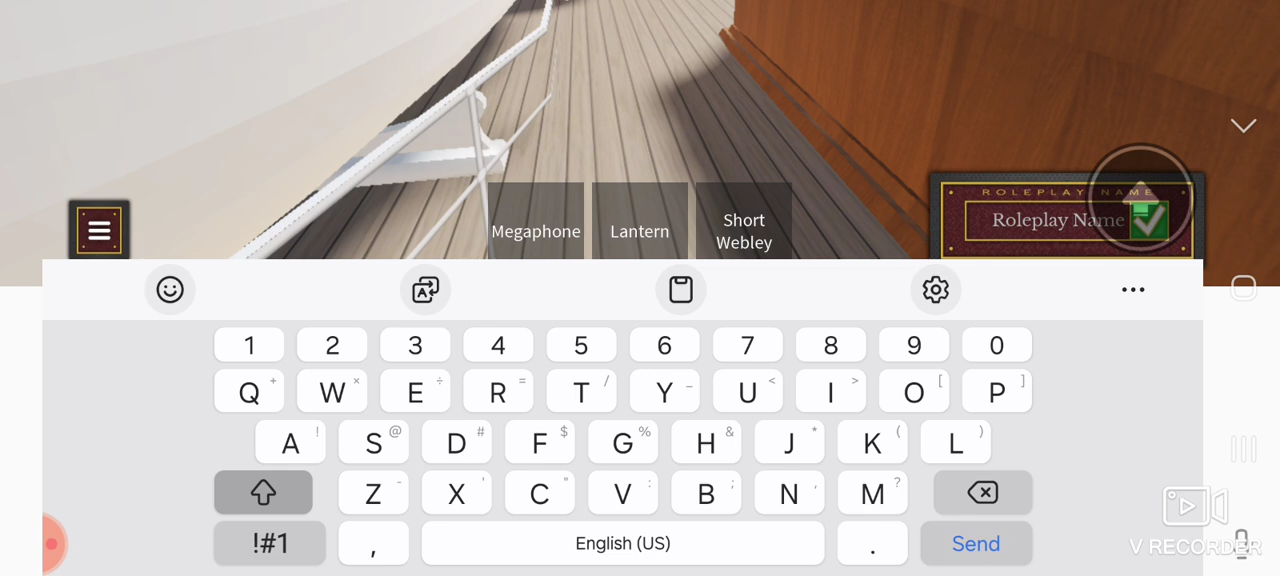 ROLEPLAY NAME
Roleplay Name
Megaphone
Lantern
Short
Webley
1 2 3 4 5 6 7 8 9 0
Q + W × E ÷ R = T / Y _ U < I > O [ P ]
A ! S @ D # F $ G % H & J * K ( L )
Z - X ' C " V : B ; N , M ?
!#1 , English (US) . Send
V RECORDER